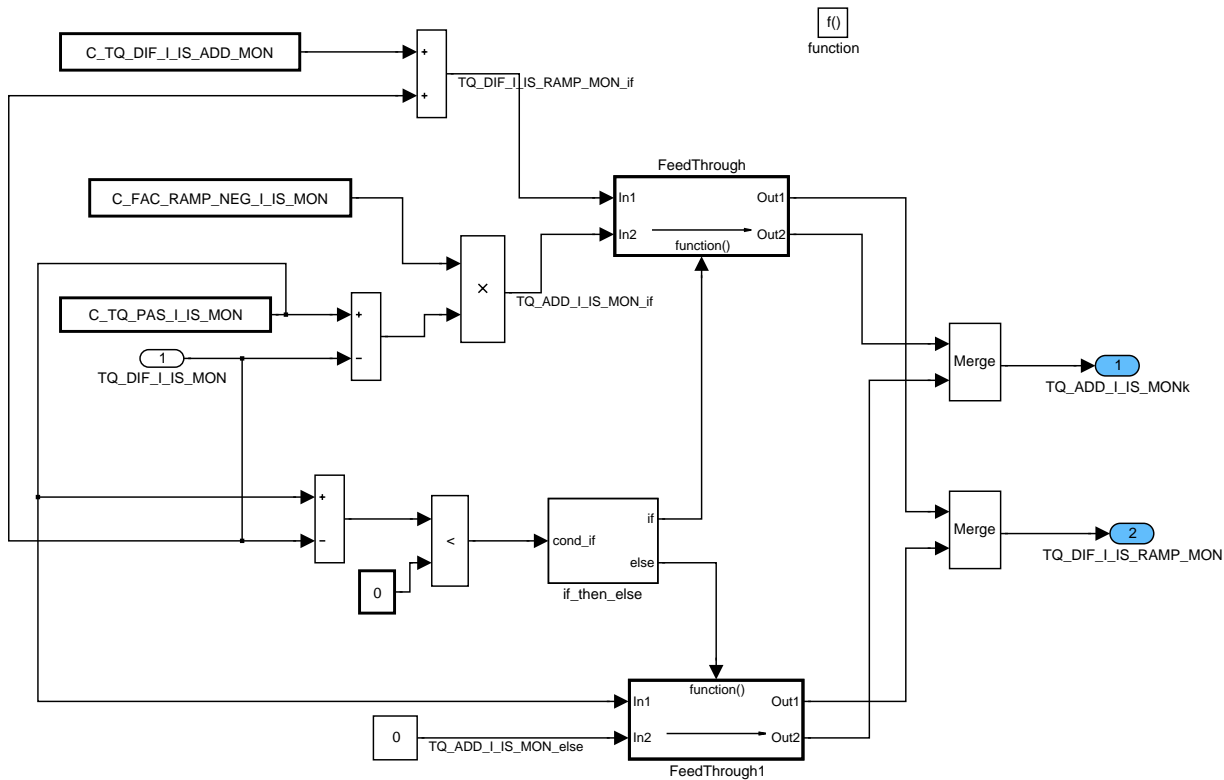 f()
function
C_TQ_DIF_I_IS_ADD_MON
+
+
TQ_DIF_I_IS_RAMP_MON_if
FeedThrough
C_FAC_RAMP_NEG_I_IS_MON
In1
Out1
In2
Out2
function()
×
TQ_ADD_I_IS_MON_if
C_TQ_PAS_I_IS_MON
+
−
1
TQ_DIF_I_IS_MON
Merge
1
TQ_ADD_I_IS_MONk
+
−
<
0
cond_if
if
else
if_then_else
Merge
2
TQ_DIF_I_IS_RAMP_MON
function()
In1
Out1
In2
Out2
0
TQ_ADD_I_IS_MON_else
FeedThrough1